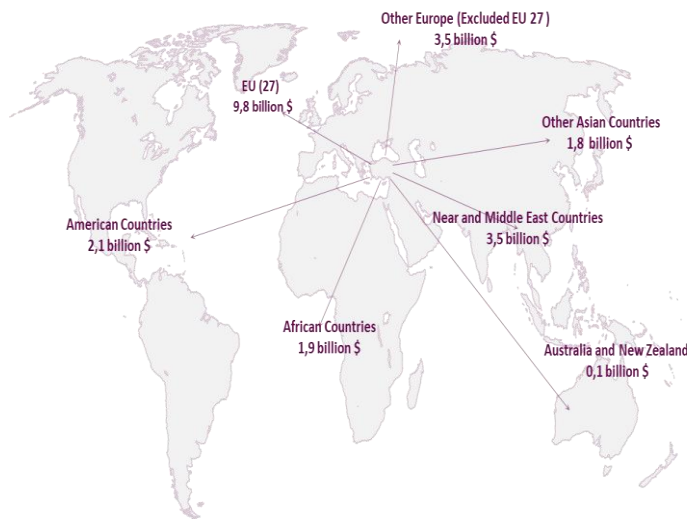 Other Europe (Excluded EU 27 )
3,5 billion $
EU (27)
9,8 billion $
Other Asian Countries
1,8 billion $
American Countries
2,1 billion $
Near and Middle East Countries
3,5 billion $
African Countries
1,9 billion $
Australia and New Zealand
0,1 billion $